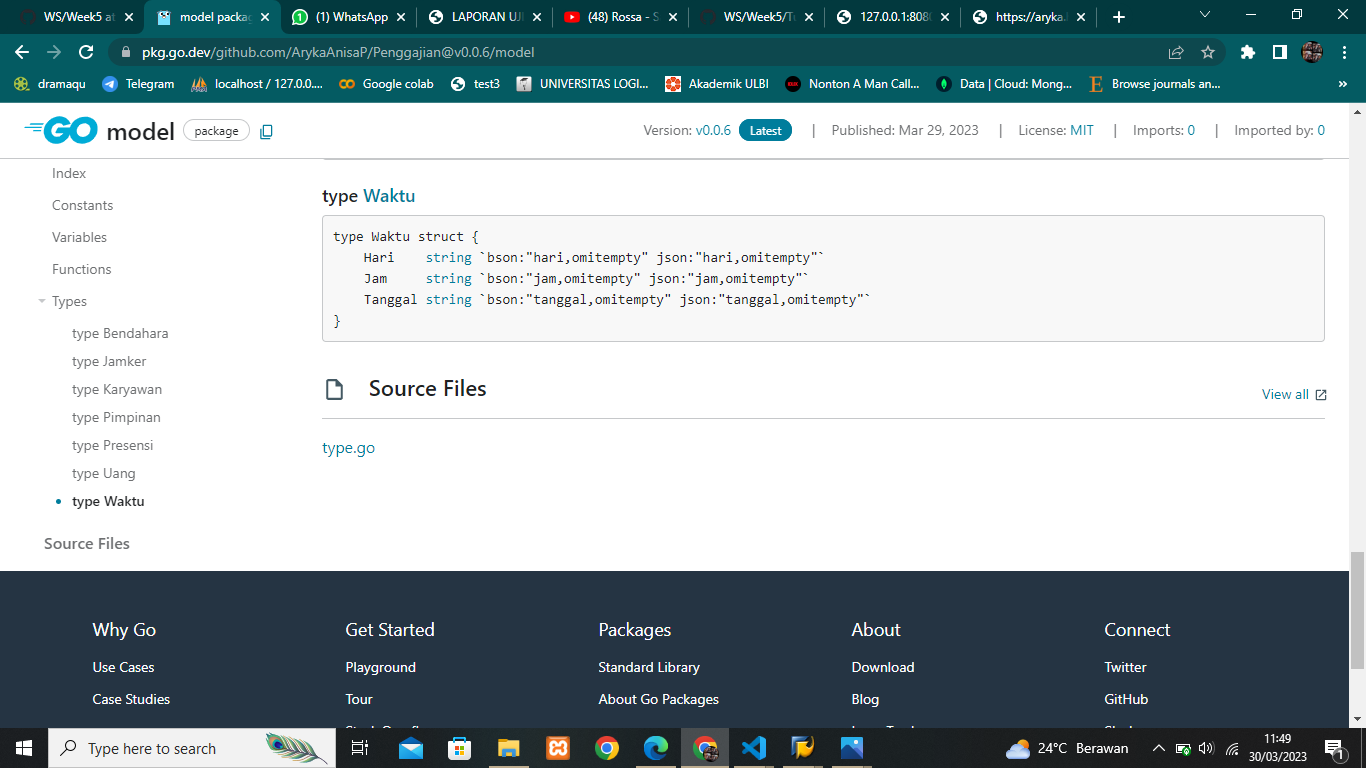 WS/Week5 at
model packag
(1) WhatsApp
LAPORAN UJI
(48) Rossa - S
WS/Week5/Tu
127.0.0.1:8080
https://aryka.
pkg.go.dev/github.com/ArykaAnisaP/Penggajian@v0.0.6/model
dramaqu
Telegram
localhost / 127.0.0....
Google colab
test3
UNIVERSITAS LOGI...
Akademik ULBI
Nonton A Man Call...
Data | Cloud: Mong...
Browse journals an...
»
GO model package
Version: v0.0.6 Latest | Published: Mar 29, 2023 | License: MIT | Imports: 0 | Imported by: 0
Index
Constants
Variables
Functions
Types
type Bendahara
type Jamker
type Karyawan
type Pimpinan
type Presensi
type Uang
type Waktu
Source Files
type Waktu
type Waktu struct {
Hari string `bson:"hari,omitempty" json:"hari,omitempty"`
Jam string `bson:"jam,omitempty" json:"jam,omitempty"`
Tanggal string `bson:"tanggal,omitempty" json:"tanggal,omitempty"`
}
Source Files
View all
type.go
Why Go
Use Cases
Case Studies
Get Started
Playground
Tour
Packages
Standard Library
About Go Packages
About
Download
Blog
Connect
Twitter
GitHub
Type here to search
24°C Berawan
11:49
30/03/2023
1